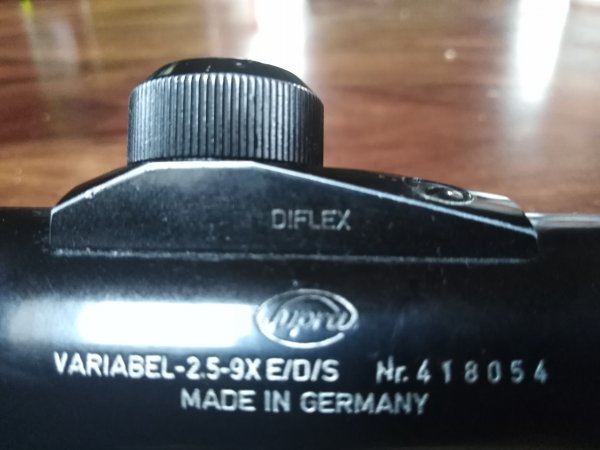 DIFLEX
VARIABEL-2.5-9X E/D/S Nr. 418054
MADE IN GERMANY